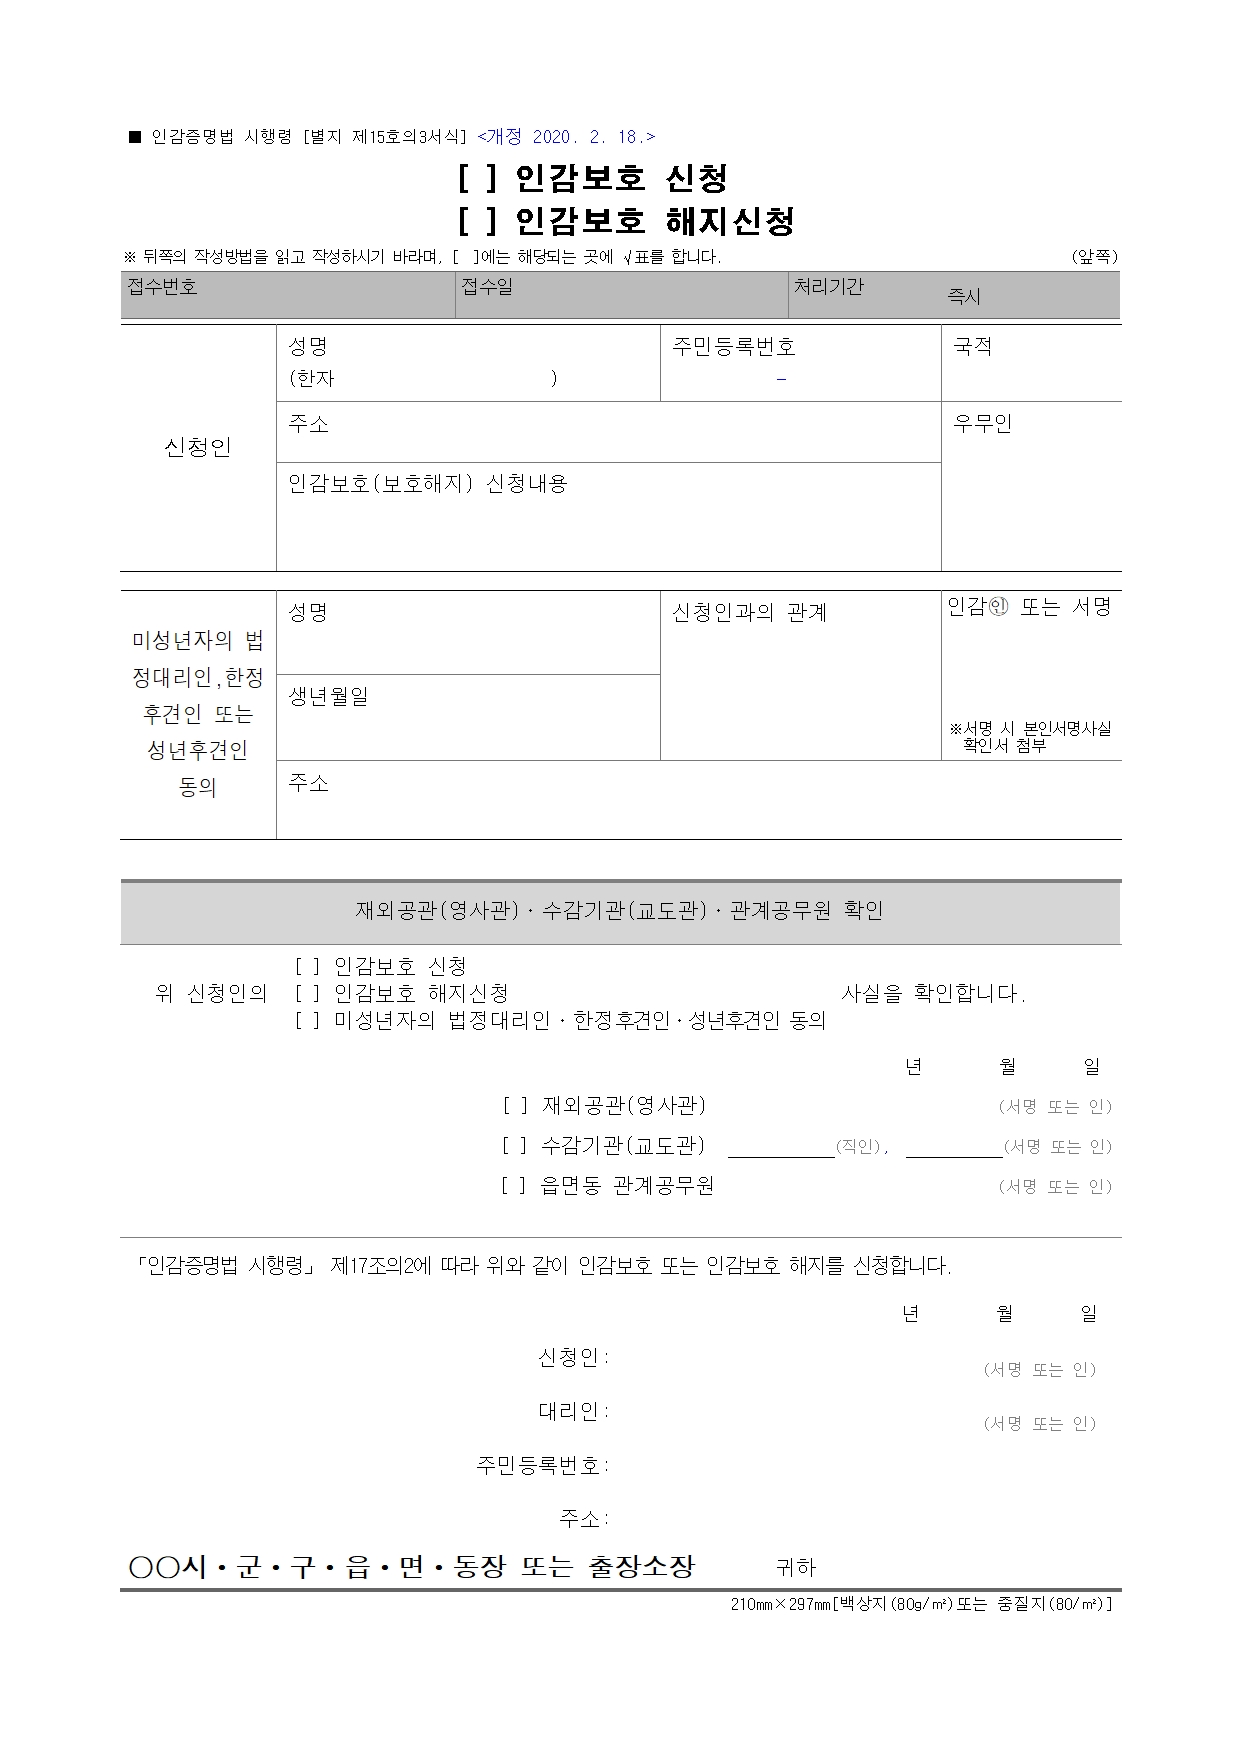 ■ 인감증명법 시행령 [별지 제15호의3서식] <개정 2020. 2. 18.>
[ ] 인감보호 신청
[ ] 인감보호 해지신청
※ 뒤쪽의 작성방법을 읽고 작성하시기 바라며, [ ]에는 해당되는 곳에 √표를 합니다. (앞쪽)
접수번호 접수일 처리기간 즉시
신청인
성명
(한자 )
주민등록번호
-
국적
주소
우무인
인감보호(보호해지) 신청내용
미성년자의 법
정대리인,한정
후견인 또는
성년후견인
동의
성명
신청인과의 관계
인감㊞ 또는 서명
생년월일
※서명 시 본인서명사실
확인서 첨부
주소
재외공관(영사관)·수감기관(교도관)·관계공무원 확인
[ ] 인감보호 신청
위 신청인의 [ ] 인감보호 해지신청 사실을 확인합니다.
[ ] 미성년자의 법정대리인·한정후견인·성년후견인 동의
년 월 일
[ ] 재외공관(영사관) (서명 또는 인)
[ ] 수감기관(교도관) (직인), (서명 또는 인)
[ ] 읍면동 관계공무원 (서명 또는 인)
「인감증명법 시행령」 제17조의2에 따라 위와 같이 인감보호 또는 인감보호 해지를 신청합니다.
년 월 일
신청인: (서명 또는 인)
대리인: (서명 또는 인)
주민등록번호:
주소:
○○시·군·구·읍·면·동장 또는 출장소장 귀하
210㎜×297㎜[백상지(80g/㎡)또는 중질지(80/㎡)]